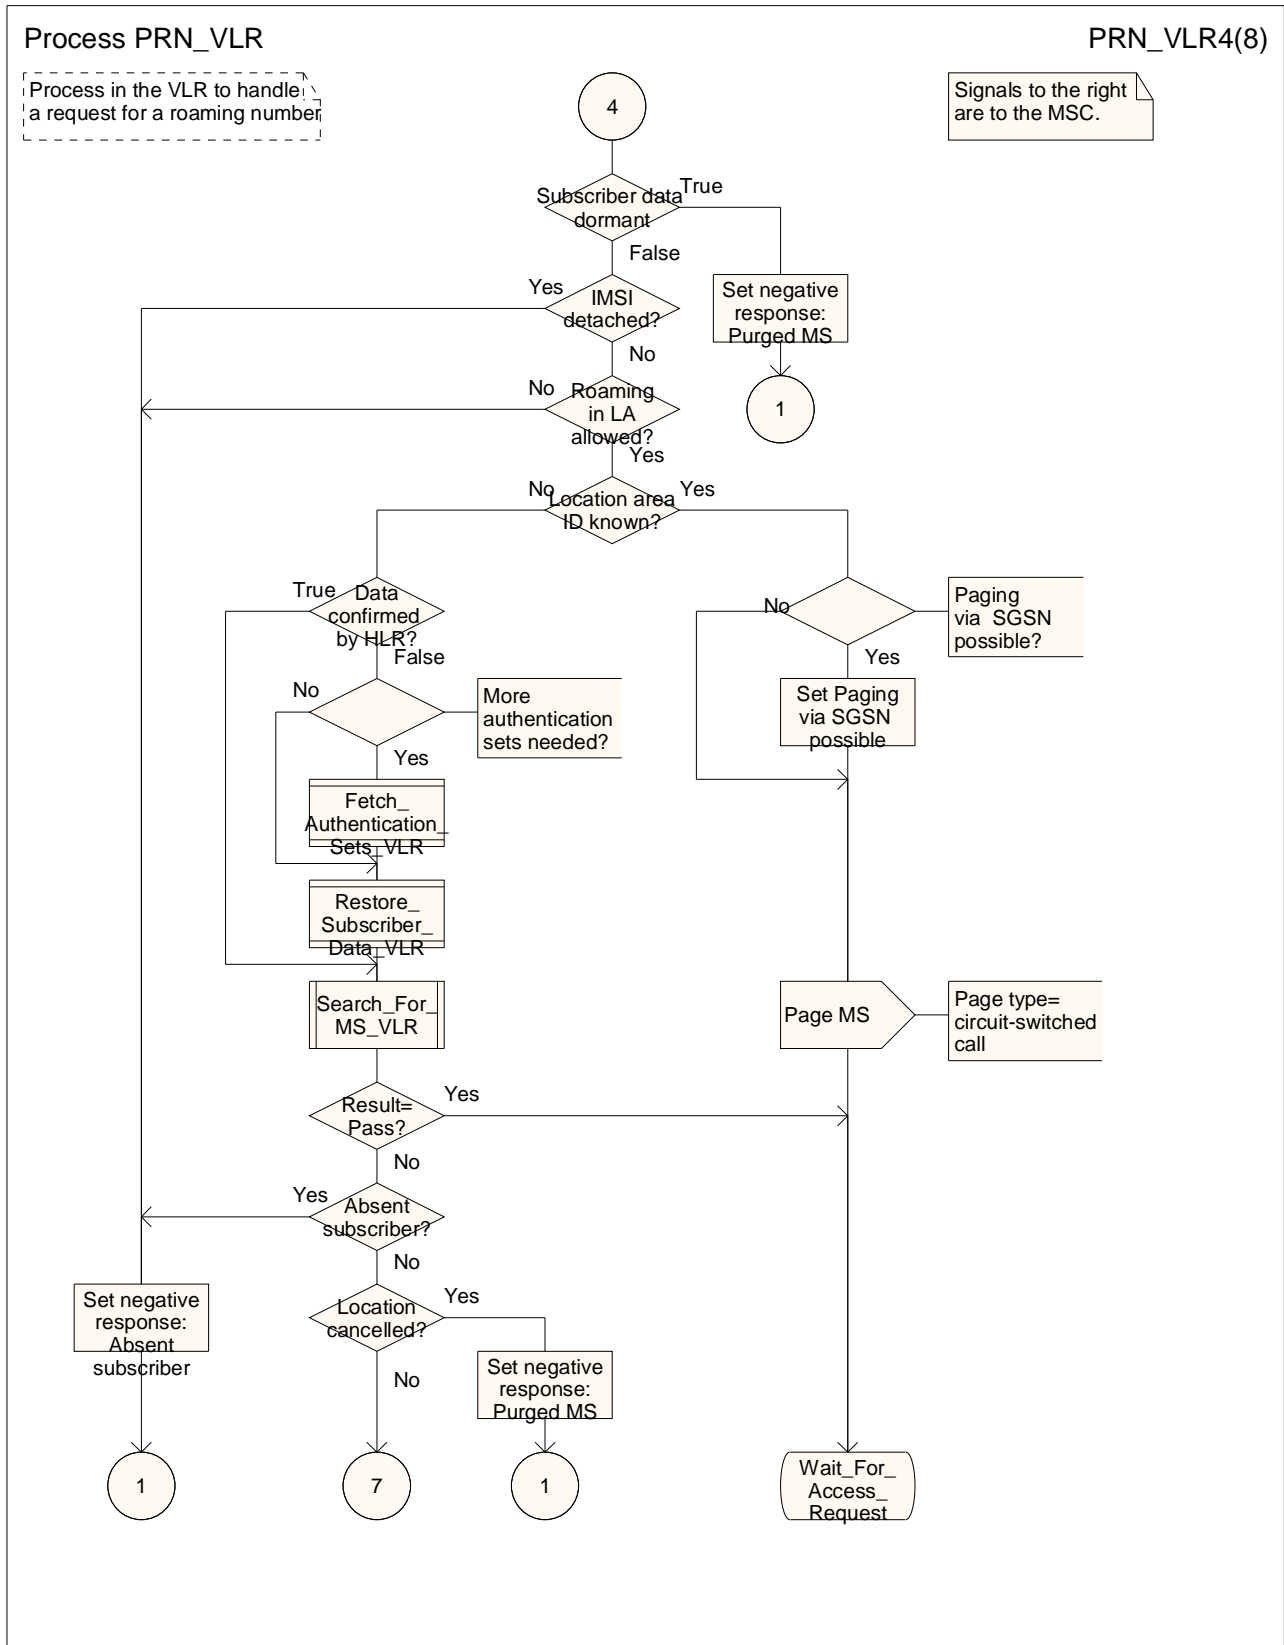 Process PRN_VLR
PRN_VLR4(8)
Process in the VLR to handle
a request for a roaming number
4
Signals to the right
are to the MSC.
Subscriber data
dormant
True
False
Yes
IMSI
detached?
Set negative
response:
Purged MS
No
No
Roaming
in LA
allowed?
1
Yes
No
Location area
ID known?
Yes
True
Data
confirmed
by HLR?
No
Paging
via SGSN
possible?
False
Yes
No
More
authentication
sets needed?
Set Paging
via SGSN
possible
Yes
Fetch_
Authentication_
Sets_VLR
Restore_
Subscriber_
Data_VLR
Search_For_
MS_VLR
Page MS
Page type=
circuit-switched
call
Result=
Pass?
Yes
No
Yes
Absent
subscriber?
No
Set negative
response:
Absent
subscriber
Location
cancelled?
Yes
No
Set negative
response:
Purged MS
1
7
1
Wait_For_
Access_
Request